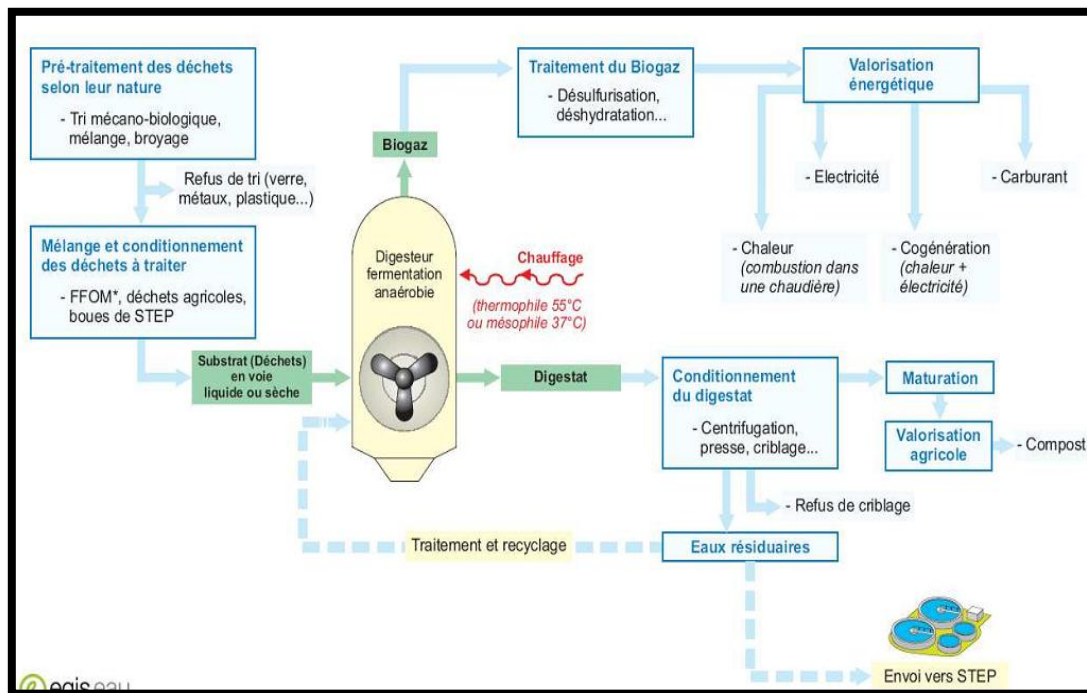 Pré-traitement des déchets
selon leur nature
- Tri mécano-biologique,
mélange, broyage
Refus de tri (verre,
métaux, plastique...)
Mélange et conditionnement
des déchets à traiter
- FFOM*, déchets agricoles,
boues de STEP
Substrat (Déchets)
en voie
liquide ou sèche
Biogaz
Digesteur
fermentation
anaérobie
Chauffage
(thermophile 55°C
ou mésophile 37°C)
Traitement du Biogaz
- Désulfurisation,
déshydratation...
Valorisation
énergétique
- Electricité
- Carburant
- Chaleur
(combustion dans
une chaudière)
- Cogénération
(chaleur +
électricité)
Digestat
Conditionnement
du digestat
- Centrifugation,
presse, criblage...
Maturation
Valorisation
agricole
- Compost
- Refus de criblage
Traitement et recyclage
Eaux résiduaires
Envoi vers STEP
egis eau